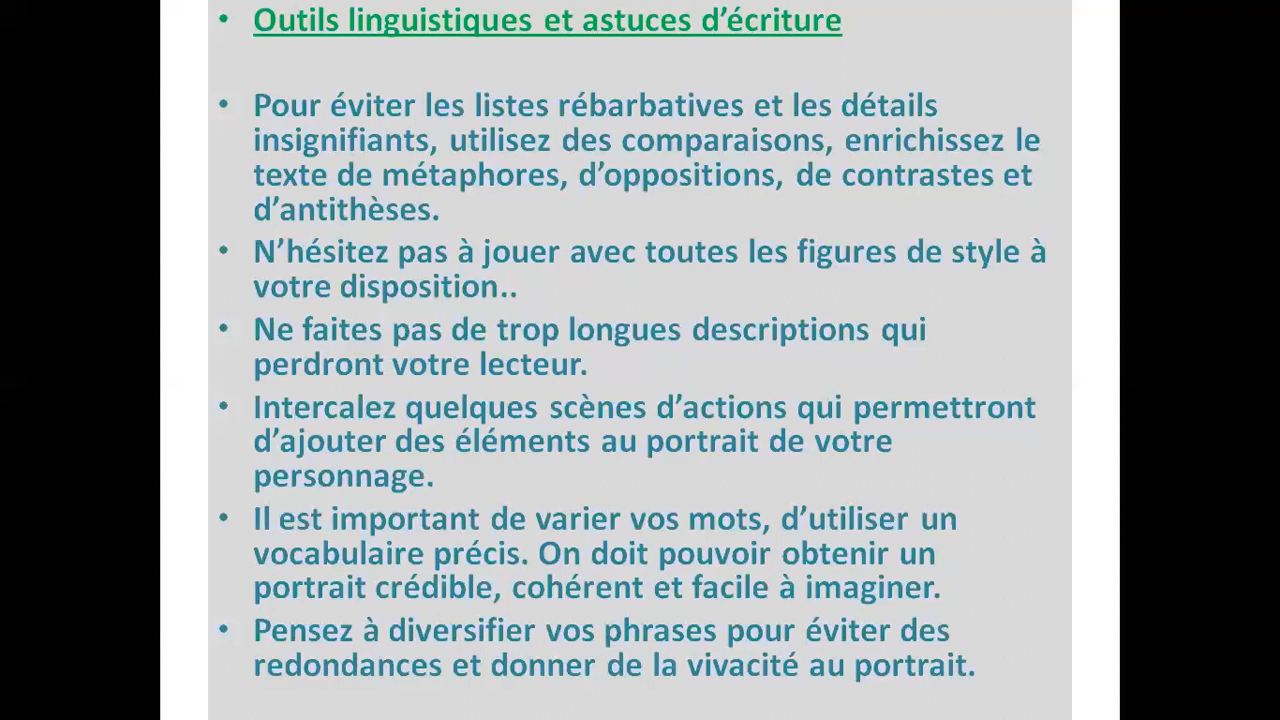 • Outils linguistiques et astuces d’écriture
• Pour éviter les listes rébarbatives et les détails
insignifiants, utilisez des comparaisons, enrichissez le
texte de métaphores, d’oppositions, de contrastes et
d’antithèses.
• N’hésitez pas à jouer avec toutes les figures de style à
votre disposition..
• Ne faites pas de trop longues descriptions qui
perdront votre lecteur.
• Intercalez quelques scènes d’actions qui permettront
d’ajouter des éléments au portrait de votre
personnage.
• Il est important de varier vos mots, d’utiliser un
vocabulaire précis. On doit pouvoir obtenir un
portrait crédible, cohérent et facile à imaginer.
• Pensez à diversifier vos phrases pour éviter des
redondances et donner de la vivacité au portrait.